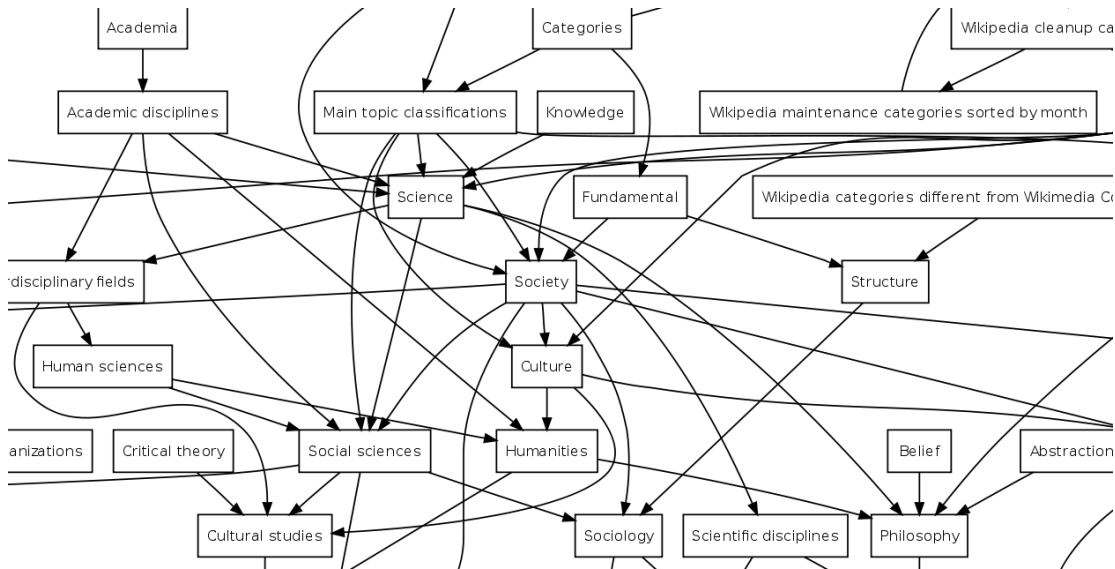 Academia
Categories
Wikipedia cleanup ca
Academic disciplines
Main topic classifications
Knowledge
Wikipedia maintenance categories sorted by month
Science
Fundamental
Wikipedia categories different from Wikimedia Co
rdisciplinary fields
Society
Structure
Human sciences
Culture
anizations
Critical theory
Social sciences
Humanities
Belief
Abstraction
Cultural studies
Sociology
Scientific disciplines
Philosophy